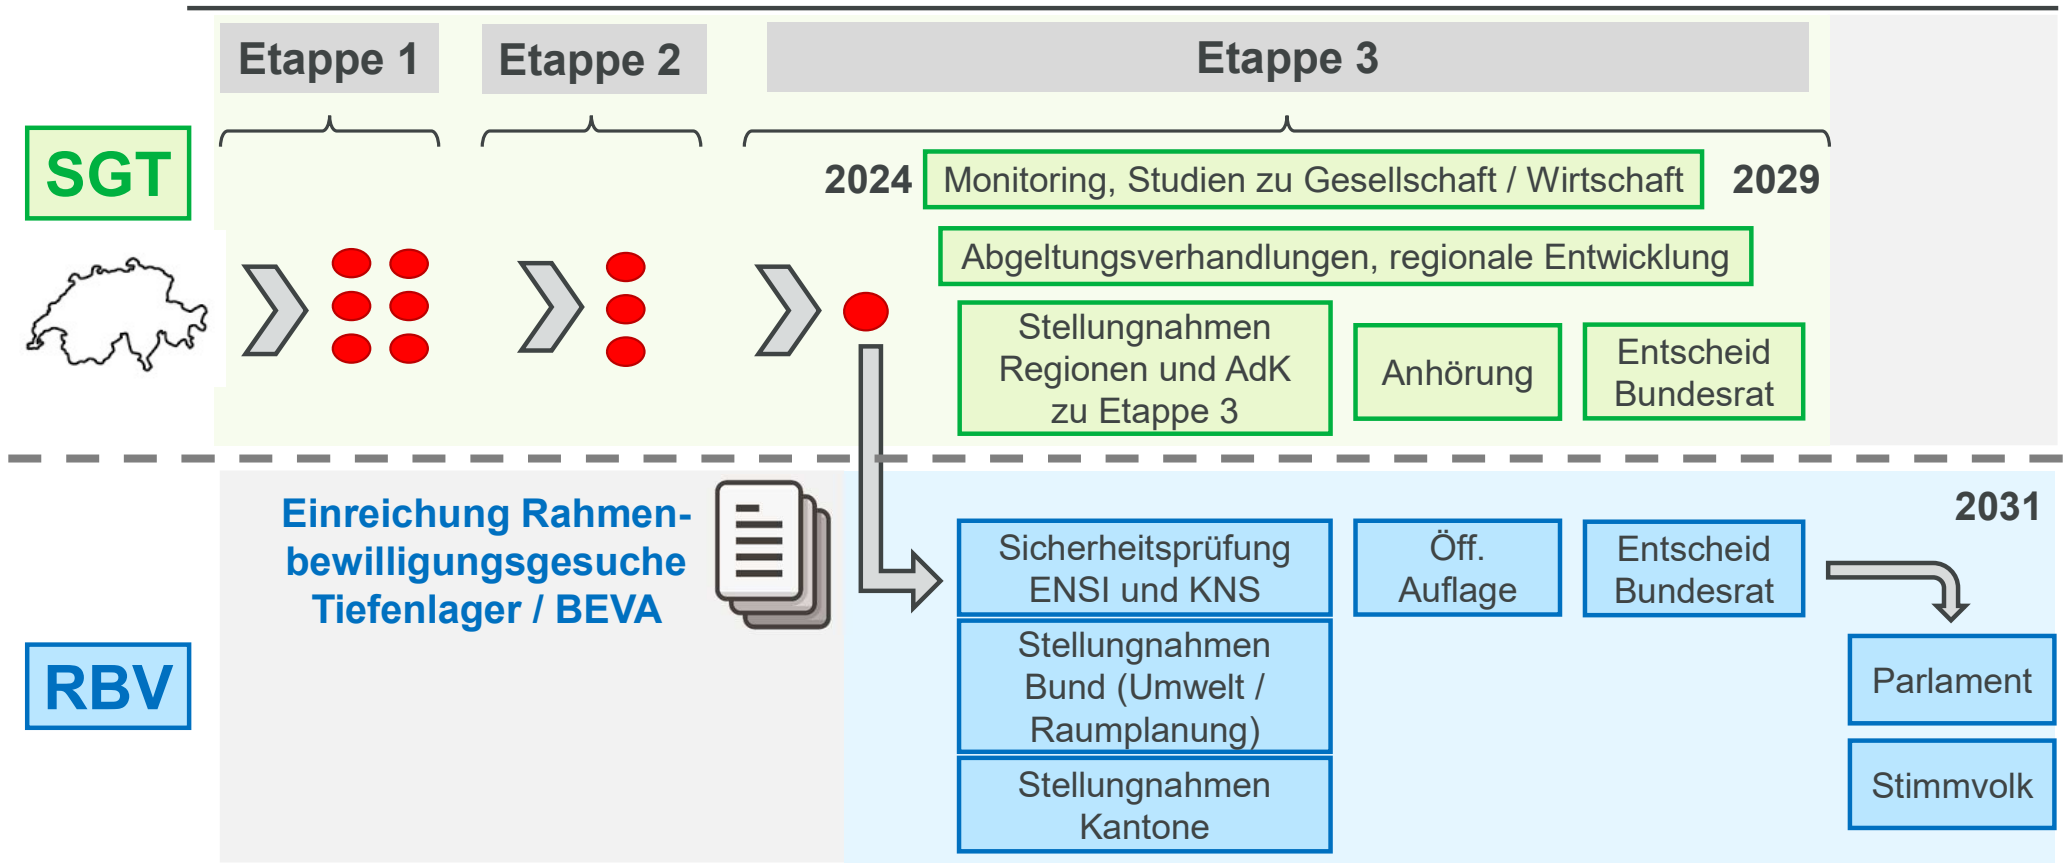 Etappe 1
Etappe 2
Etappe 3
SGT
2024
Monitoring, Studien zu Gesellschaft / Wirtschaft
2029
Abgeltungsverhandlungen, regionale Entwicklung
Stellungnahmen
Regionen und AdK
zu Etappe 3
Anhörung
Entscheid
Bundesrat
Einreichung Rahmen-
bewilligungsgesuche
Tiefenlager / BEVA
2031
RBV
Sicherheitsprüfung
ENSI und KNS
Öff.
Auflage
Entscheid
Bundesrat
Stellungnahmen
Bund (Umwelt /
Raumplanung)
Stellungnahmen
Kantone
Parlament
Stimmvolk